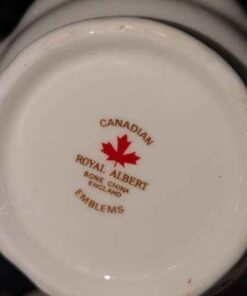 CANADIAN
ROYAL ALBERT
BONE CHINA
ENGLAND
EMBLEMS